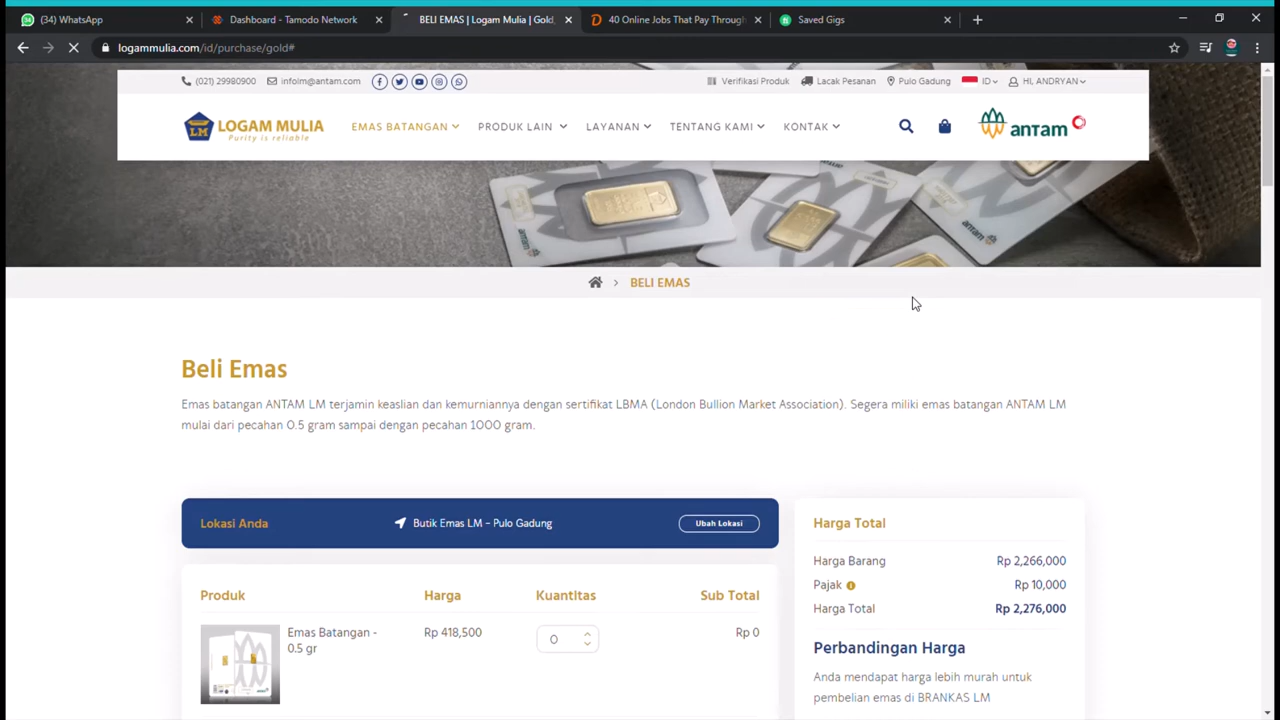 (34) WhatsApp
Dashboard - Tamodo Network
BELI EMAS | Logam Mulia | Gold,
40 Online Jobs That Pay Through
Saved Gigs
logammulia.com/id/purchase/gold#
(021) 29980900 infolm@antam.com
Verifikasi Produk Lacak Pesanan Pulo Gadung ID HI, ANDRYAN
LM LOGAM MULIA
Purity is reliable
EMAS BATANGAN PRODUK LAIN LAYANAN TENTANG KAMI KONTAK
antam
antam
antam
BELI EMAS
Beli Emas
Emas batangan ANTAM LM terjamin keaslian dan kemurniannya dengan sertifikat LBMA (London Bullion Market Association). Segera miliki emas batangan ANTAM LM
mulai dari pecahan 0.5 gram sampai dengan pecahan 1000 gram.
Lokasi Anda Butik Emas LM – Pulo Gadung Ubah Lokasi
Produk Harga Kuantitas Sub Total
Emas Batangan -
0.5 gr
Rp 418,500 0 Rp 0
Harga Total
Harga Barang Rp 2,266,000
Pajak Rp 10,000
Harga Total Rp 2,276,000
Perbandingan Harga
Anda mendapat harga lebih murah untuk
pembelian emas di BRANKAS LM